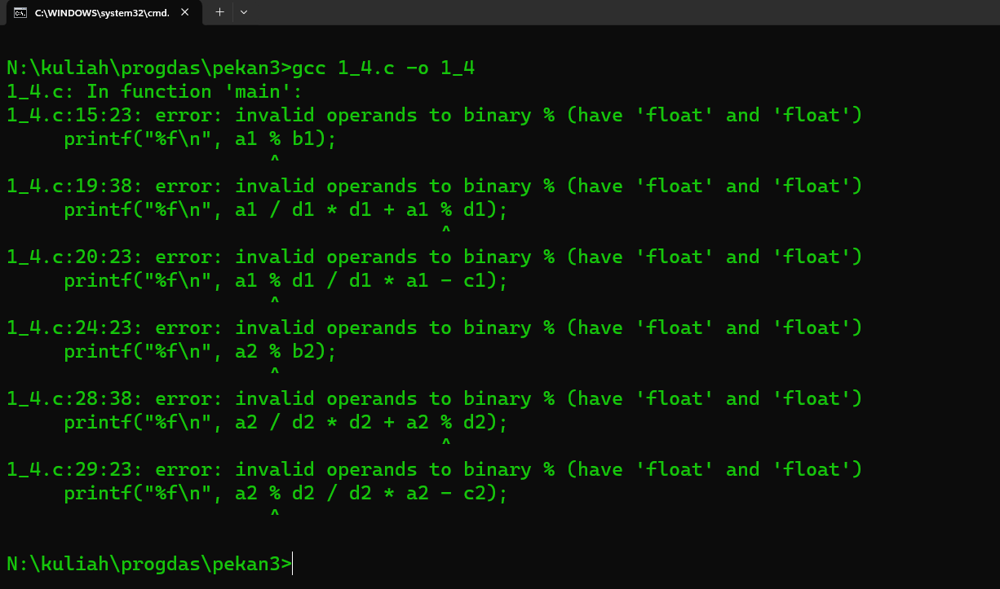 C:\WINDOWS\system32\cmd.
N:\kuliah\progdas\pekan3>gcc 1_4.c -o 1_4
1_4.c: In function 'main':
1_4.c:15:23: error: invalid operands to binary % (have 'float' and 'float')
     printf("%f\n", a1 % b1);
                       ^
1_4.c:19:38: error: invalid operands to binary % (have 'float' and 'float')
     printf("%f\n", a1 / d1 * d1 + a1 % d1);
                                      ^
1_4.c:20:23: error: invalid operands to binary % (have 'float' and 'float')
     printf("%f\n", a1 % d1 / d1 * a1 - c1);
                       ^
1_4.c:24:23: error: invalid operands to binary % (have 'float' and 'float')
     printf("%f\n", a2 % b2);
                       ^
1_4.c:28:38: error: invalid operands to binary % (have 'float' and 'float')
     printf("%f\n", a2 / d2 * d2 + a2 % d2);
                                      ^
1_4.c:29:23: error: invalid operands to binary % (have 'float' and 'float')
     printf("%f\n", a2 % d2 / d2 * a2 - c2);
                       ^
N:\kuliah\progdas\pekan3>